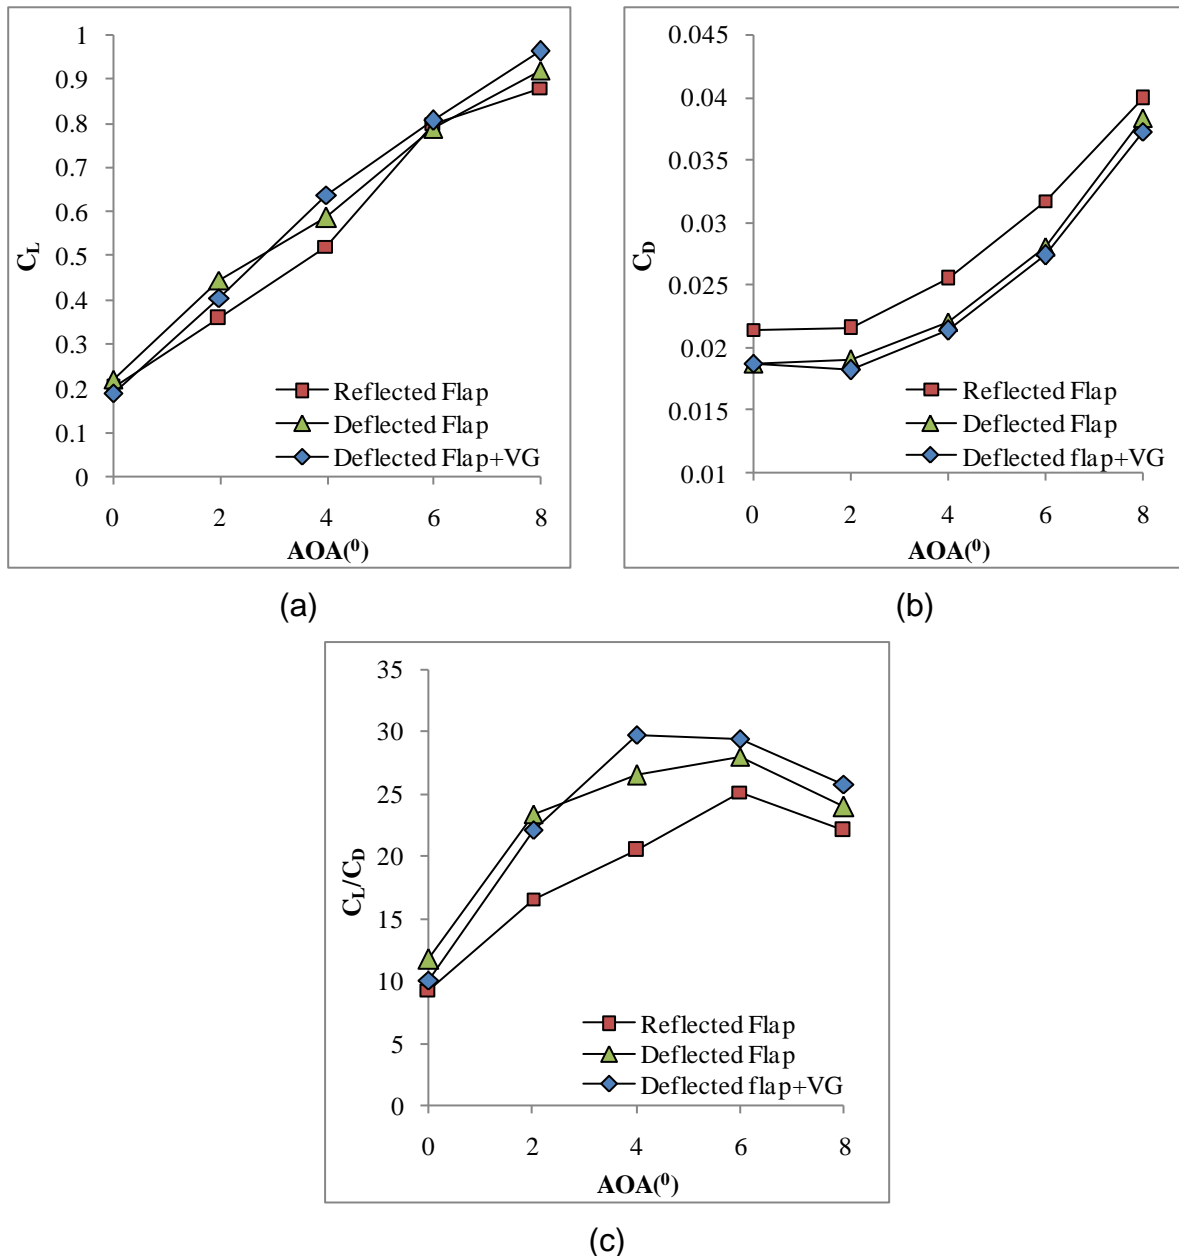 1
0.9
0.8
0.7
0.6
0.5
0.4
0.3
0.2
0.1
0
C_L
Reflected Flap
Deflected Flap
Deflected Flap+VG
0 2 4 6 8
AOA(⁰)
(a)
0.045
0.04
0.035
0.03
0.025
0.02
0.015
0.01
C_D
Reflected Flap
Deflected Flap
Deflected flap+VG
0 2 4 6 8
AOA(⁰)
(b)
35
30
25
20
15
10
5
0
C_L/C_D
Reflected Flap
Deflected Flap
Deflected flap+VG
0 2 4 6 8
AOA(⁰)
(c)